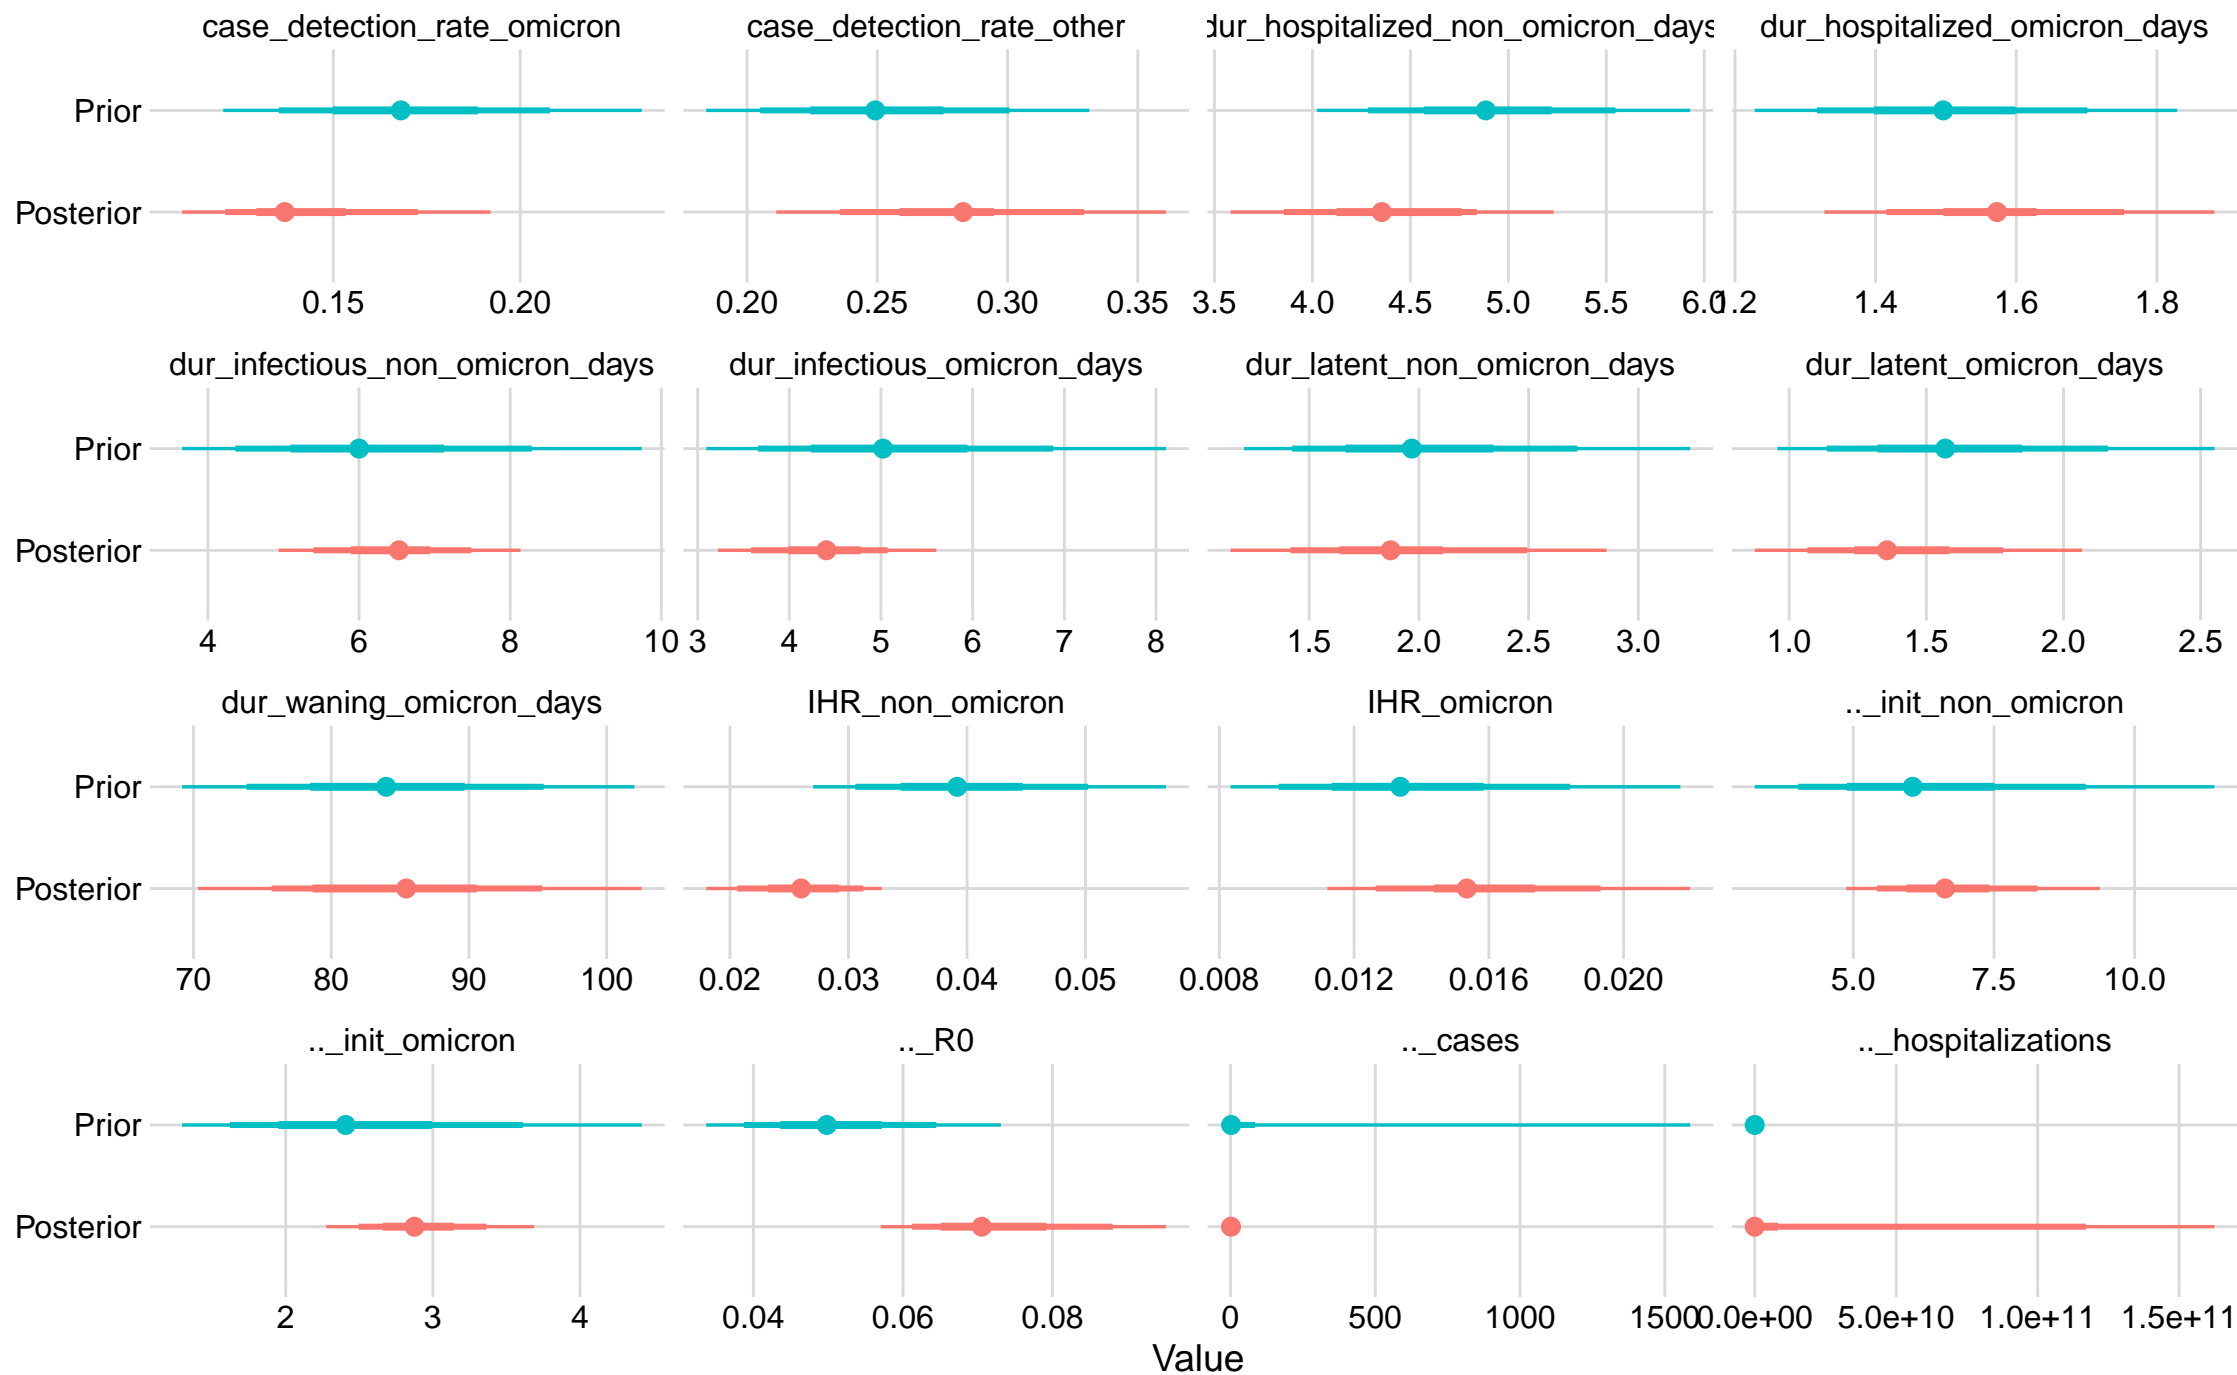 case_detection_rate_omicron case_detection_rate_other dur_hospitalized_non_omicron_days dur_hospitalized_omicron_days
Prior
Posterior
0.15 0.20 0.20 0.25 0.30 0.35 3.5 4.0 4.5 5.0 5.5 6.0 1.2 1.4 1.6 1.8
dur_infectious_non_omicron_days dur_infectious_omicron_days dur_latent_non_omicron_days dur_latent_omicron_days
Prior
Posterior
4 6 8 10 3 4 5 6 7 8 1.5 2.0 2.5 3.0 1.0 1.5 2.0 2.5
dur_waning_omicron_days IHR_non_omicron IHR_omicron .._init_non_omicron
Prior
Posterior
70 80 90 100 0.02 0.03 0.04 0.05 0.008 0.012 0.016 0.020 5.0 7.5 10.0
.._init_omicron .._R0 .._cases .._hospitalizations
Prior
Posterior
2 3 4 0.04 0.06 0.08 0 500 1000 1500 0.0e+00 5.0e+10 1.0e+11 1.5e+11
Value